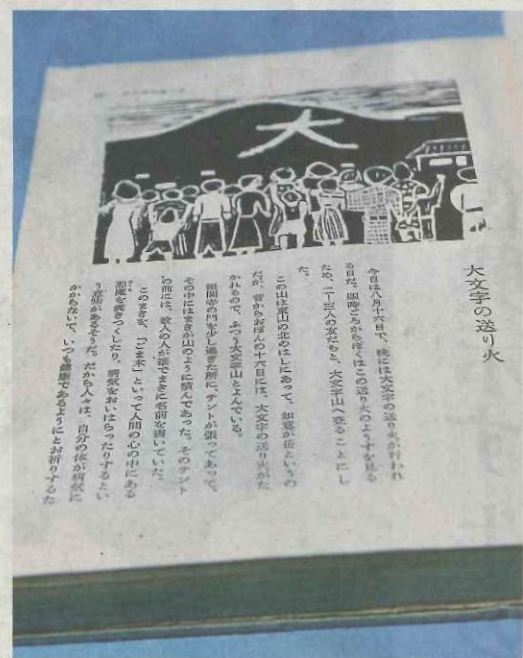 大
大文字の送り火
今日は八月十六日で、晩には大文字の送り火が行われ
る日だ。四時ごろからぼくはこの送り火のようすを見る
ため、二－三人の友だちと、大文字山へ登ることにし
た。
この山は東山の北のはしにあって、如意が岳というの
だが、昔からおぼんの十六日には、大文字の送り火がた
かれるので、ふつう大文字山とよんでいる。
銀閣寺の門を少し過ぎた所に、テントが張ってあって、
その中にはまきが山のように積んであった。そのテント
の前には、数人の人が墨でまきに名前を書いていた。
このまきを、「ごま木」といって人間の心の中にある
悪魔を焼きつくしたり、病気をおいはらったりするとい
う意味があるそうだ。だから人々は、自分の体が病気に
かからないで、いつも健康であるようにとお祈りするた